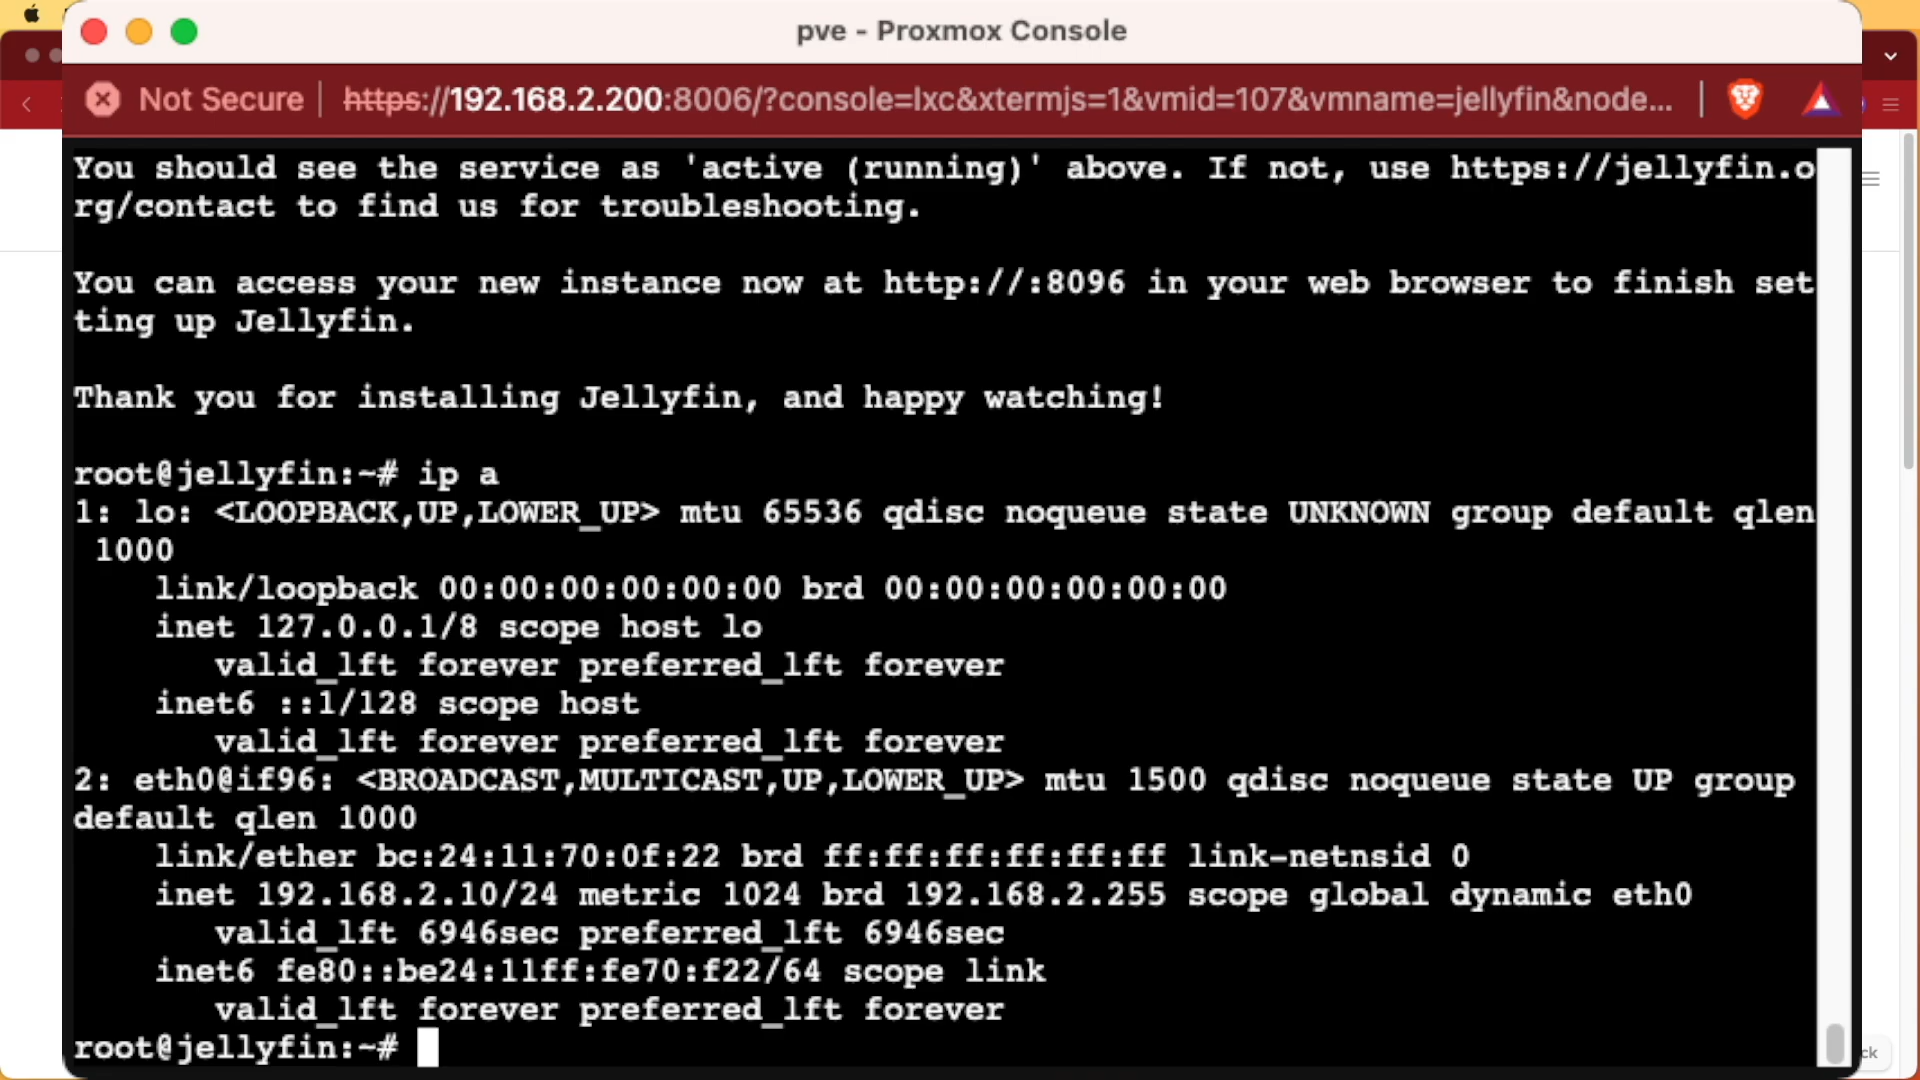 pve - Proxmox Console
Not Secure | https://192.168.2.200:8006/?console=lxc&xtermjs=1&vmid=107&vmname=jellyfin&node...
You should see the service as 'active (running)' above. If not, use https://jellyfin.o
rg/contact to find us for troubleshooting.
You can access your new instance now at http://:8096 in your web browser to finish set
ting up Jellyfin.
Thank you for installing Jellyfin, and happy watching!
root@jellyfin:~# ip a
1: lo: <LOOPBACK,UP,LOWER_UP> mtu 65536 qdisc noqueue state UNKNOWN group default qlen
 1000
    link/loopback 00:00:00:00:00:00 brd 00:00:00:00:00:00
    inet 127.0.0.1/8 scope host lo
       valid_lft forever preferred_lft forever
    inet6 ::1/128 scope host
       valid_lft forever preferred_lft forever
2: eth0@if96: <BROADCAST,MULTICAST,UP,LOWER_UP> mtu 1500 qdisc noqueue state UP group
default qlen 1000
    link/ether bc:24:11:70:0f:22 brd ff:ff:ff:ff:ff:ff link-netnsid 0
    inet 192.168.2.10/24 metric 1024 brd 192.168.2.255 scope global dynamic eth0
       valid_lft 6946sec preferred_lft 6946sec
    inet6 fe80::be24:11ff:fe70:f22/64 scope link
       valid_lft forever preferred_lft forever
root@jellyfin:~#
ck